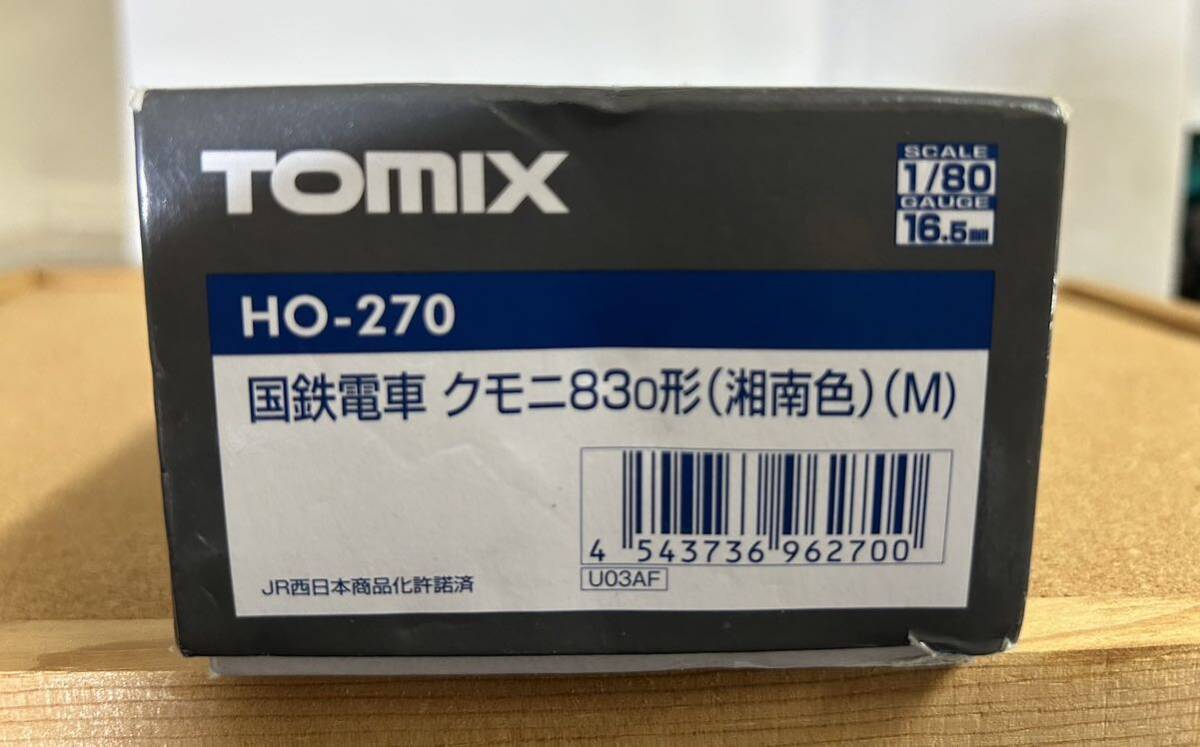 TOMIX
SCALE
1/80
GAUGE
16.5mm
HO-270
国鉄電車 クモニ830形(湘南色)(M)
4 543736 962700
U03AF
JR西日本商品化許諾済